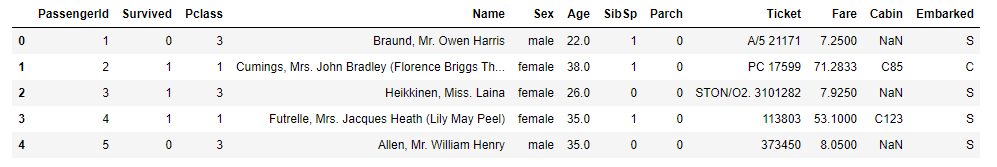 PassengerId Survived Pclass Name Sex Age SibSp Parch Ticket Fare Cabin Embarked
0 1 0 3 Braund, Mr. Owen Harris male 22.0 1 0 A/5 21171 7.2500 NaN S
1 2 1 1 Cumings, Mrs. John Bradley (Florence Briggs Th... female 38.0 1 0 PC 17599 71.2833 C85 C
2 3 1 3 Heikkinen, Miss. Laina female 26.0 0 0 STON/O2. 3101282 7.9250 NaN S
3 4 1 1 Futrelle, Mrs. Jacques Heath (Lily May Peel) female 35.0 1 0 113803 53.1000 C123 S
4 5 0 3 Allen, Mr. William Henry male 35.0 0 0 373450 8.0500 NaN S